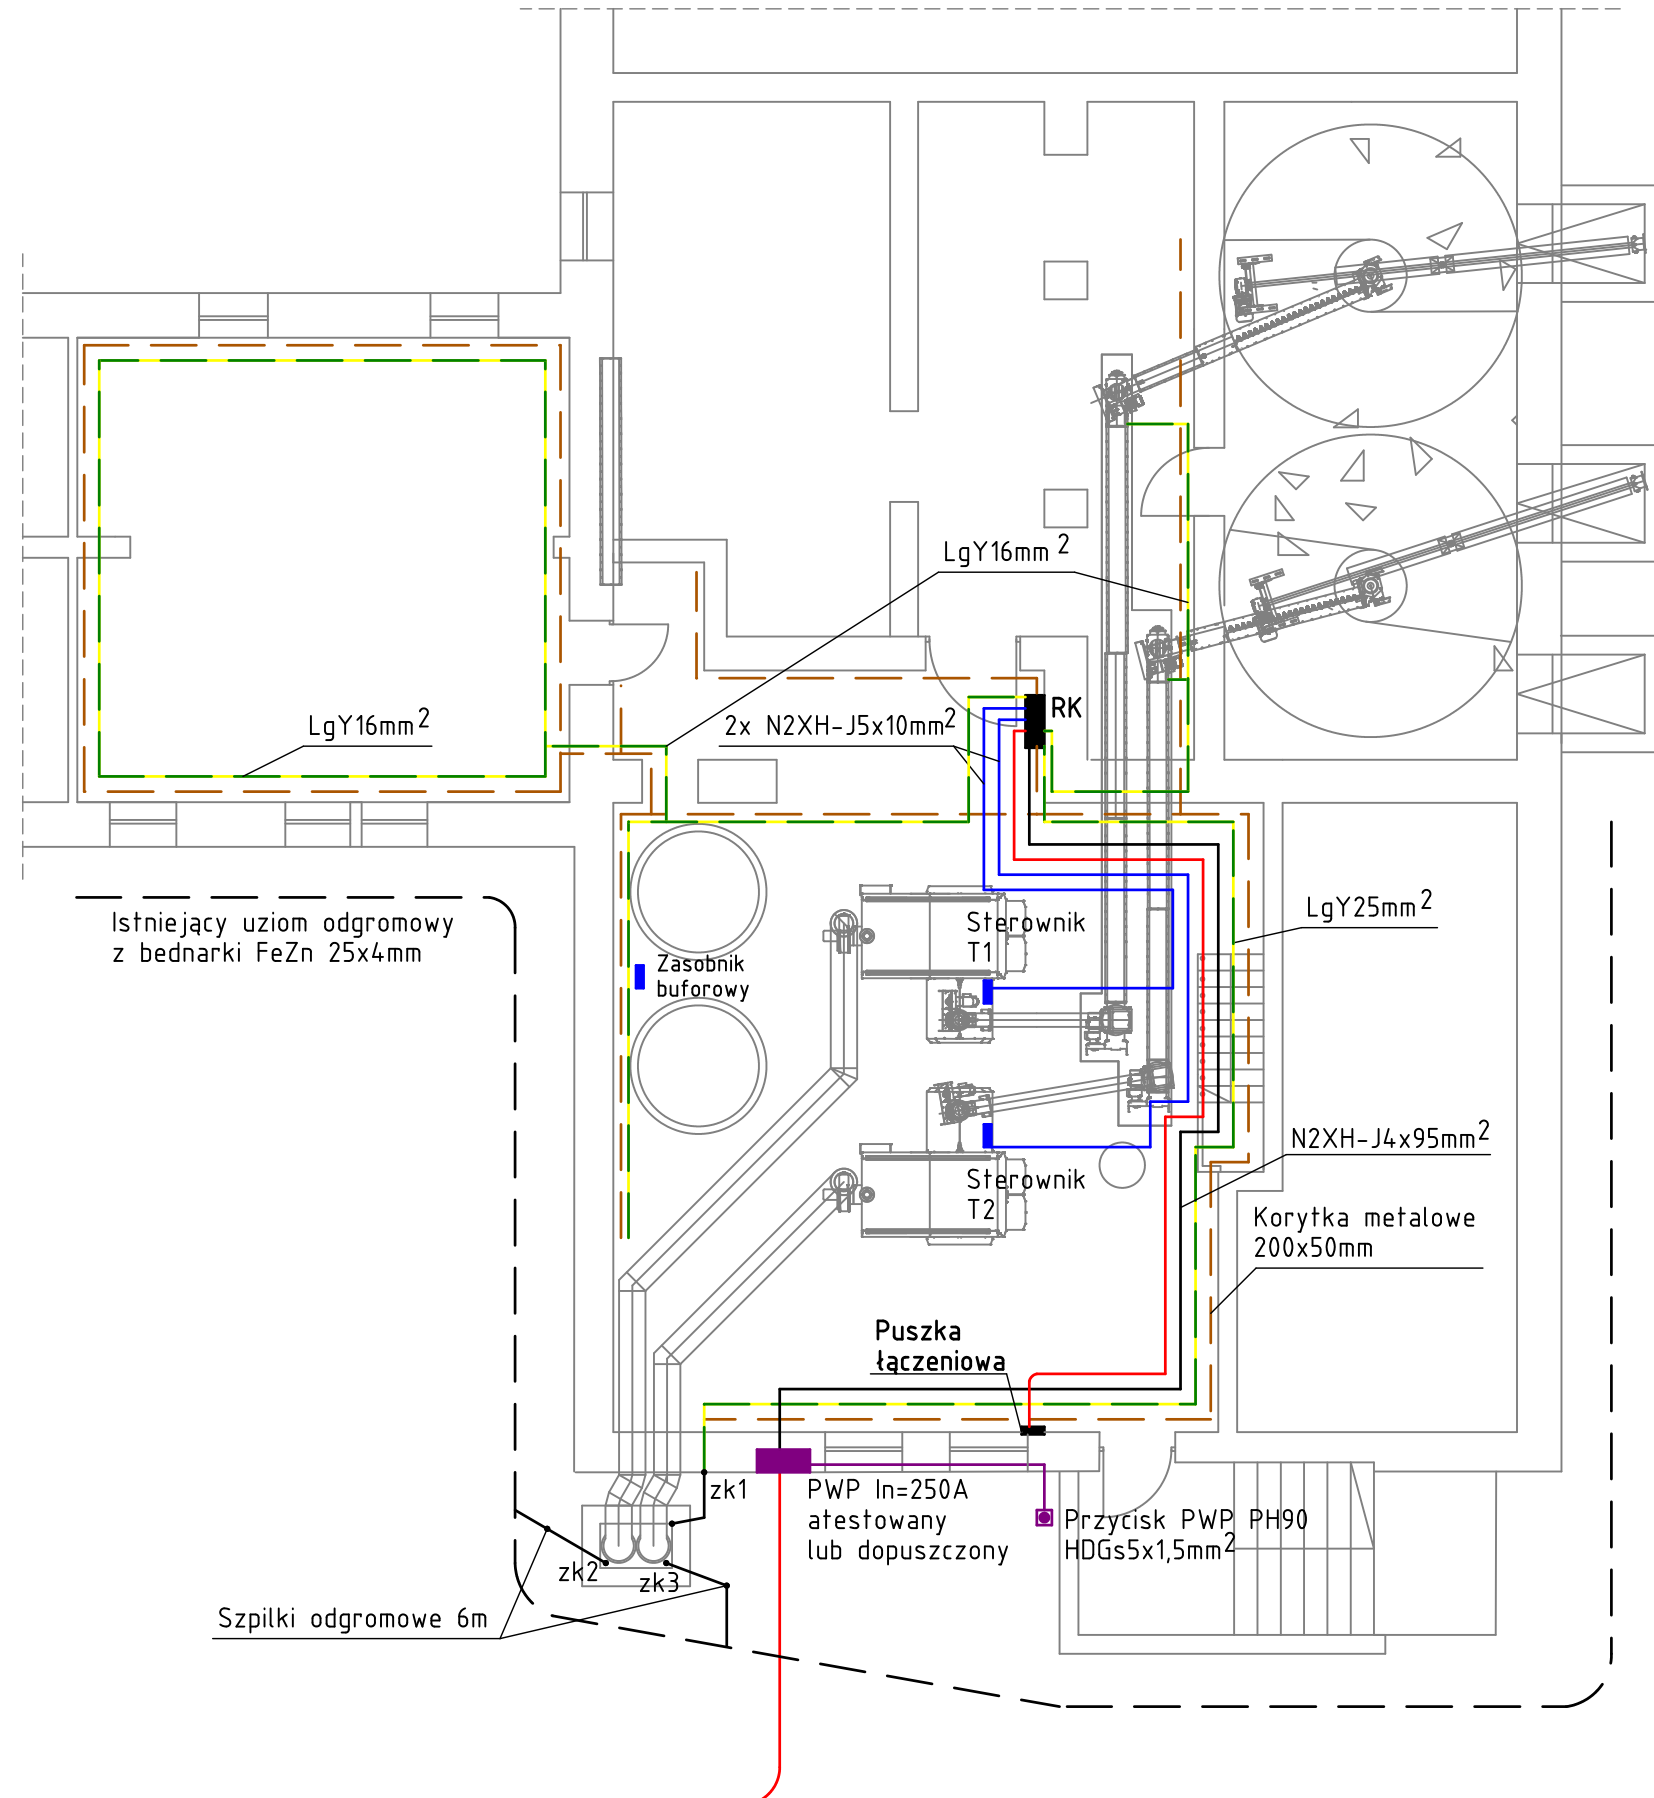 LgY16mm2
RK
LgY16mm2
2x N2XH-J5x10mm2
LgY25mm2
Istniejący uziom odgromowy
z bednarki FeZn 25x4mm
Sterownik
T1
Zasobnik
buforowy
N2XH-J4x95mm2
Sterownik
T2
Korytka metalowe
200x50mm
Puszka
łączeniowa
zk1
PWP In=250A
atestowany
lub dopuszczony
Przycisk PWP PH90
HDGs5x1,5mm2
zk2
zk3
Szpilki odgromowe 6m